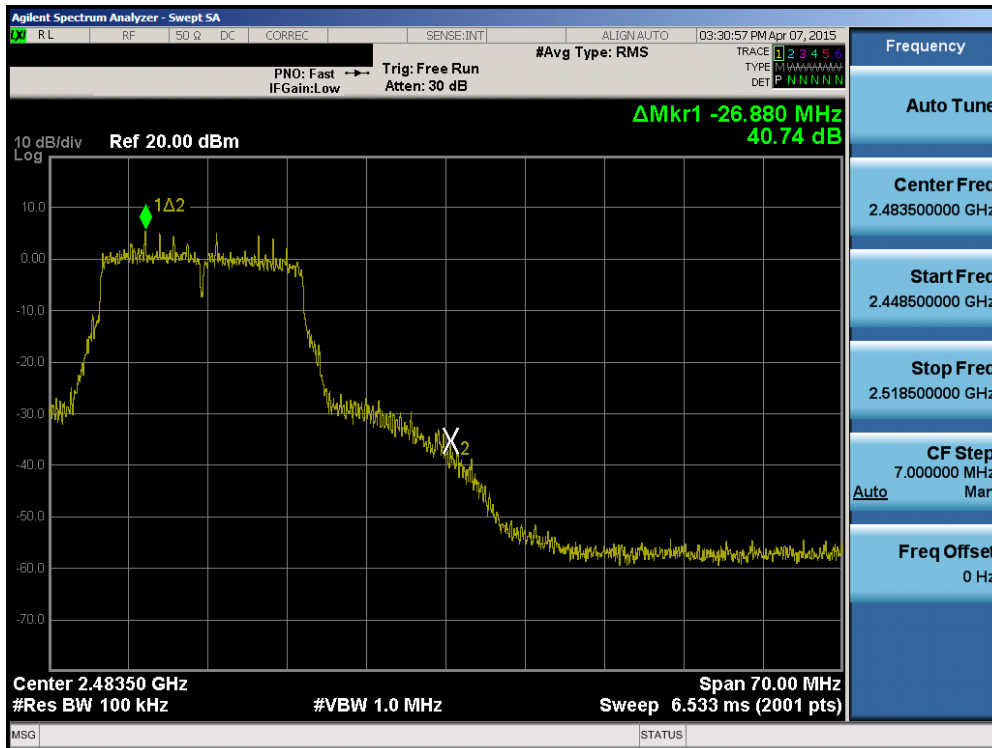 Agilent Spectrum Analyzer - Swept SA
LXI RL RF 50 Ω DC CORREC SENSE:INT ALIGN AUTO 03:30:57 PM Apr 07, 2015
#Avg Type: RMS
TRACE 1 2 3 4 5 6
PNO: Fast Trig: Free Run
TYPE M W W W W W
IFGain:Low Atten: 30 dB
DET P N N N N N
ΔMkr1 -26.880 MHz
40.74 dB
10 dB/div Ref 20.00 dBm
Log
10.0
0.00
-10.0
-20.0
-30.0
-40.0
-50.0
-60.0
-70.0
1Δ2
X2
Center 2.48350 GHz Span 70.00 MHz
#Res BW 100 kHz #VBW 1.0 MHz Sweep 6.533 ms (2001 pts)
MSG STATUS
Frequency
Auto Tune
Center Freq
2.483500000 GHz
Start Freq
2.448500000 GHz
Stop Freq
2.518500000 GHz
CF Step
7.000000 MHz
Auto Man
Freq Offset
0 Hz